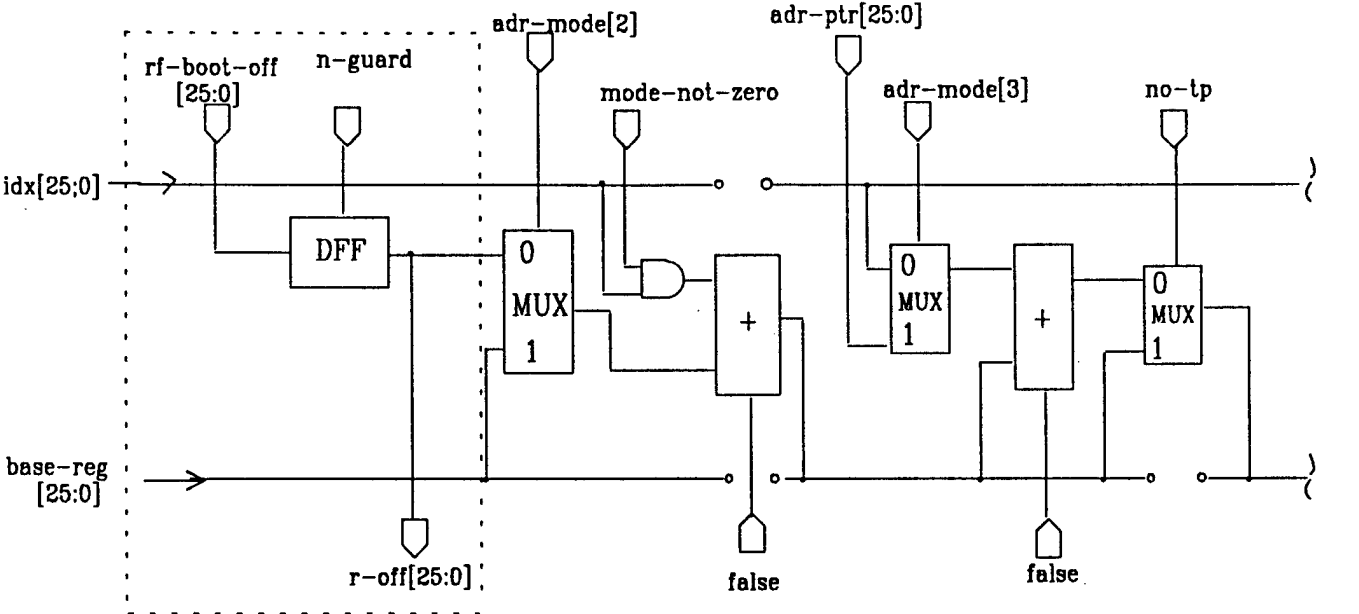 adr-mode[2]
adr-ptr[25:0]
rf-boot-off
[25:0]
n-guard
mode-not-zero
adr-mode[3]
no-tp
idx[25;0]
DFF
0
MUX
1
+
0
MUX
1
+
0
MUX
1
base-reg
[25:0]
r-off[25:0]
false
false